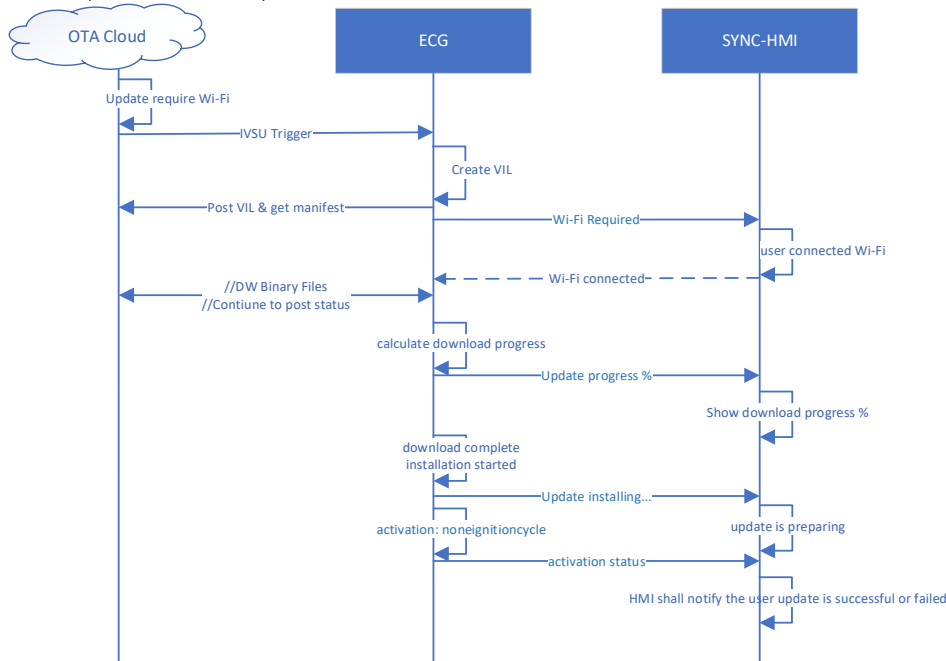 OTA Cloud
ECG
SYNC-HMI
Update require Wi-Fi
IVSU Trigger
Create VIL
Post VIL & get manifest
Wi-Fi Required
user connected Wi-Fi
Wi-Fi connected
//DW Binary Files
//Contiune to post status
calculate download progress
Update progress %
Show download progress %
download complete
installation started
Update installing...
update is preparing
activation: noneignitioncycle
activation status
HMI shall notify the user update is successful or failed